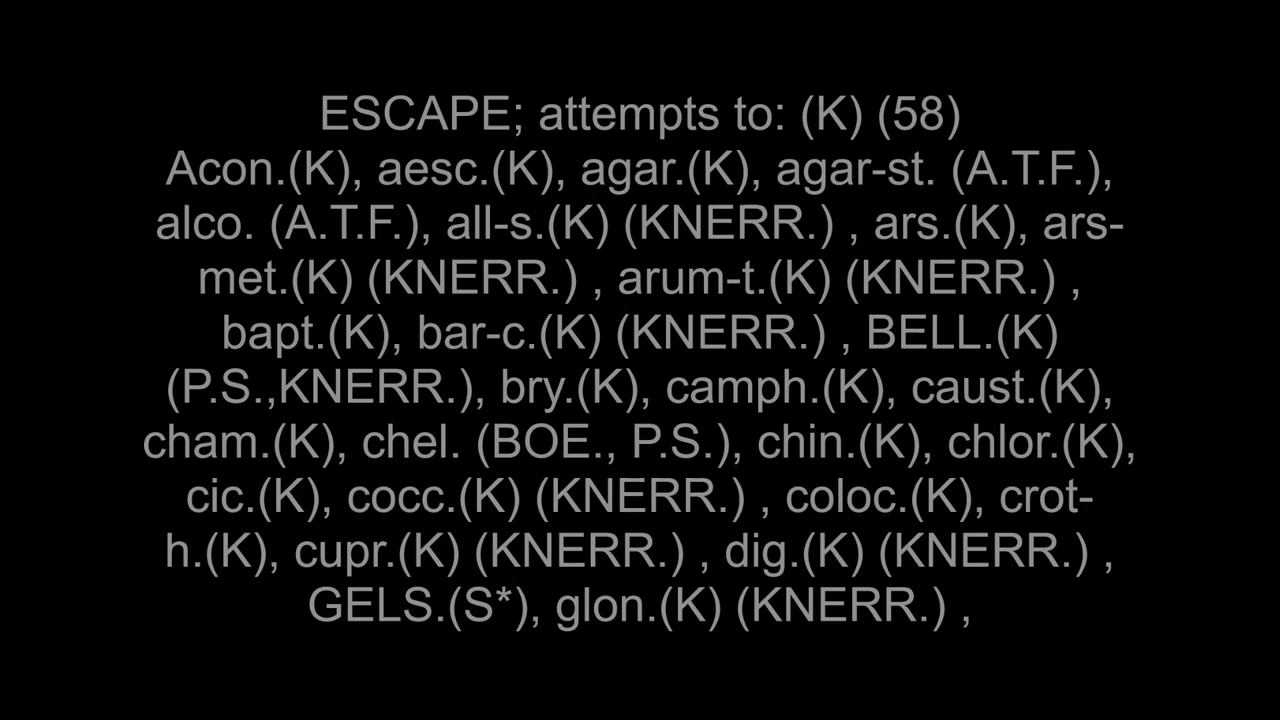 ESCAPE; attempts to: (K) (58)
Acon.(K), aesc.(K), agar.(K), agar-st. (A.T.F.),
alco. (A.T.F.), all-s.(K) (KNERR.) , ars.(K), ars-
met.(K) (KNERR.) , arum-t.(K) (KNERR.) ,
bapt.(K), bar-c.(K) (KNERR.) , BELL.(K)
(P.S.,KNERR.), bry.(K), camph.(K), caust.(K),
cham.(K), chel. (BOE., P.S.), chin.(K), chlor.(K),
cic.(K), cocc.(K) (KNERR.) , coloc.(K), crot-
h.(K), cupr.(K) (KNERR.) , dig.(K) (KNERR.) ,
GELS.(S*), glon.(K) (KNERR.) ,